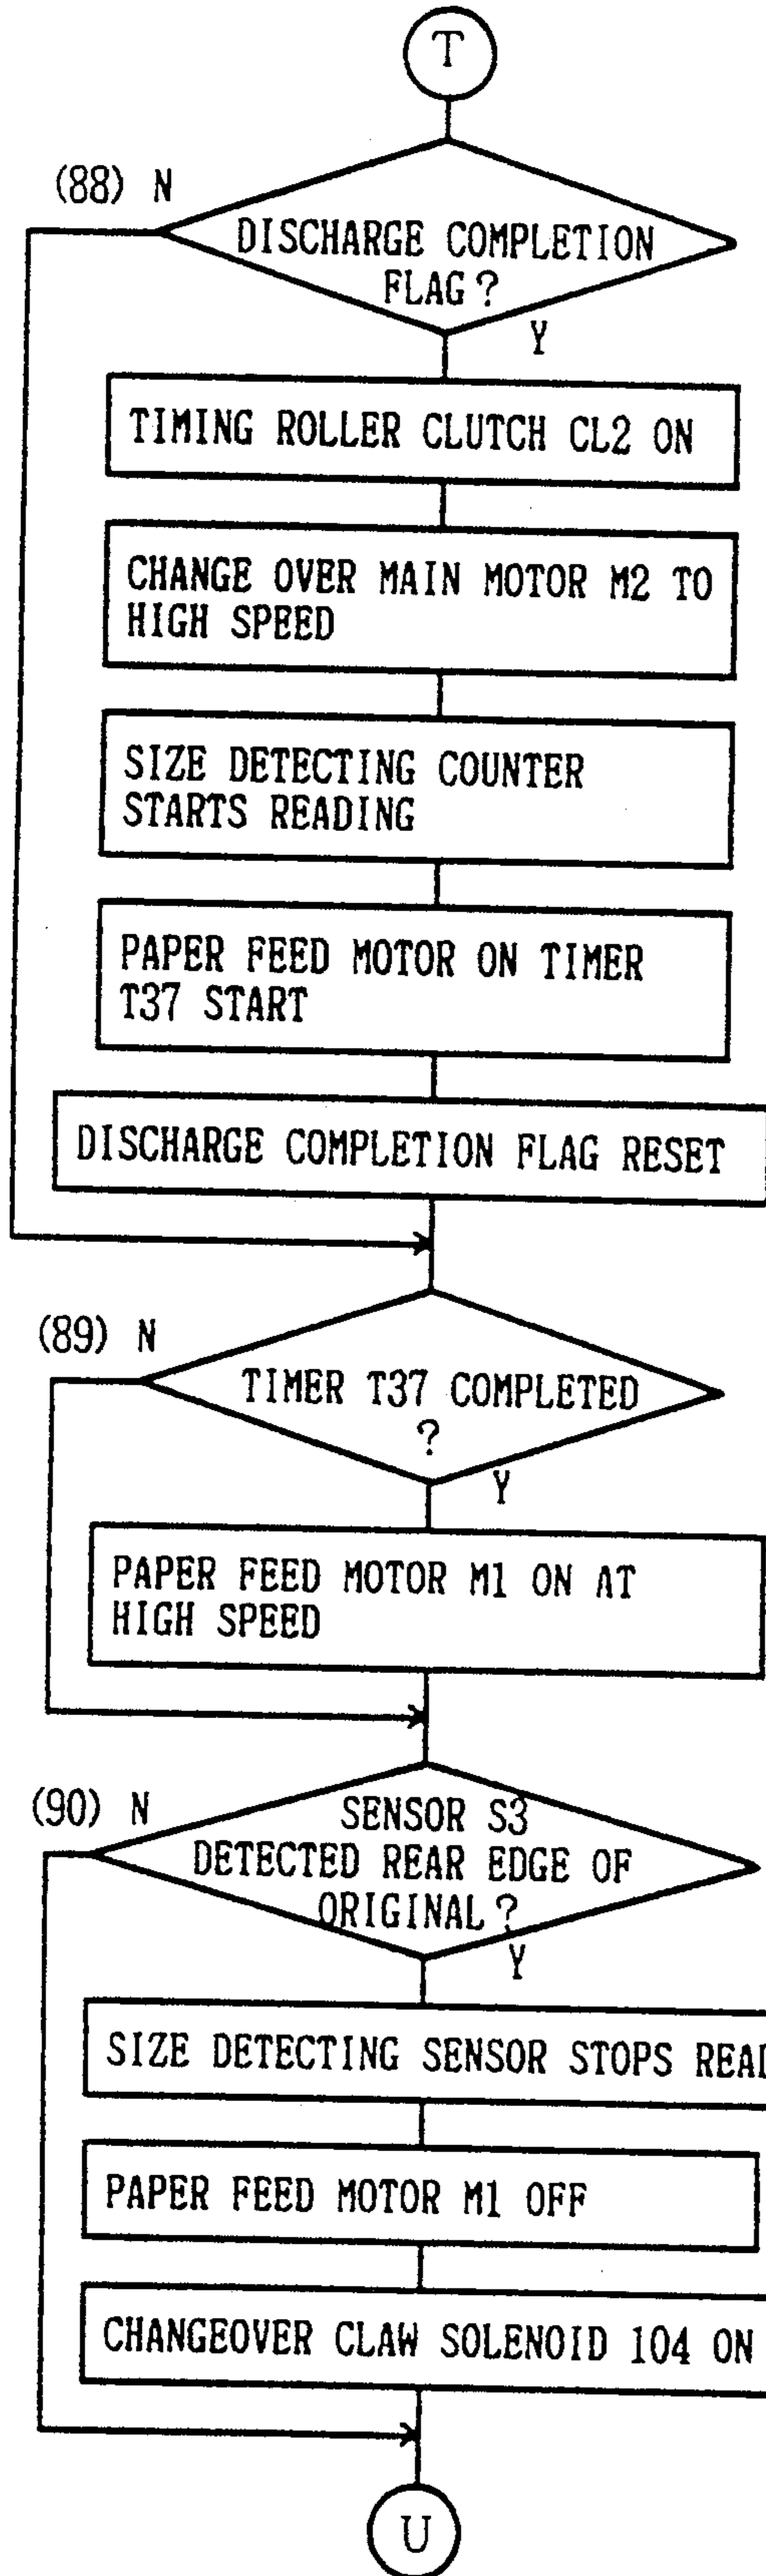 T
(88) N
DISCHARGE COMPLETION
FLAG?
Y
TIMING ROLLER CLUTCH CL2 ON
CHANGE OVER MAIN MOTOR M2 TO
HIGH SPEED
SIZE DETECTING COUNTER
STARTS READING
PAPER FEED MOTOR ON TIMER
T37 START
DISCHARGE COMPLETION FLAG RESET
(89) N
TIMER T37 COMPLETED
?
Y
PAPER FEED MOTOR M1 ON AT
HIGH SPEED
(90) N
SENSOR S3
DETECTED REAR EDGE OF
ORIGINAL?
Y
SIZE DETECTING SENSOR STOPS
PAPER FEED MOTOR M1 OFF
CHANGEOVER CLAW SOLENOID 104 ON
U